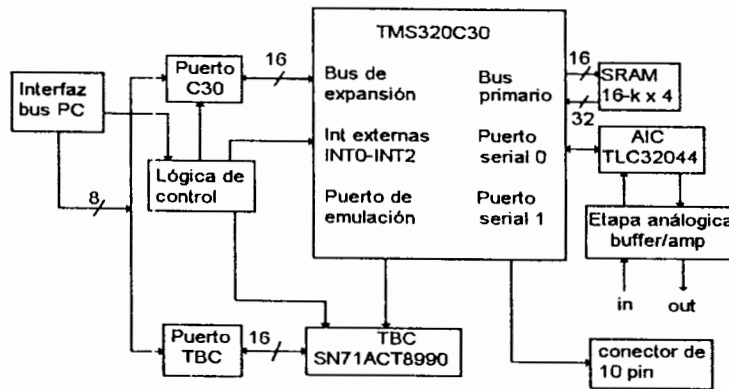 TMS320C30
Bus de
expansión
Bus
primario
Int externas
INT0-INT2
Puerto
serial 0
Puerto de
emulación
Puerto
serial 1
Interfaz
bus PC
8
Puerto
C30
16
Lógica de
control
Puerto
TBC
16
TBC
SN71ACT8990
16
32
SRAM
16-k x 4
AIC
TLC32044
Etapa análogica
buffer/amp
in
out
conector de
10 pin